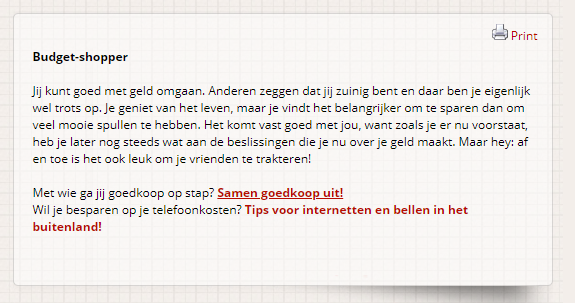 Print
Budget-shopper
Jij kunt goed met geld omgaan. Anderen zeggen dat jij zuinig bent en daar ben je eigenlijk
wel trots op. Je geniet van het leven, maar je vindt het belangrijker om te sparen dan om
veel mooie spullen te hebben. Het komt vast goed met jou, want zoals je er nu voorstaat,
heb je later nog steeds wat aan de beslissingen die je nu over je geld maakt. Maar hey: af
en toe is het ook leuk om je vrienden te trakteren!
Met wie ga jij goedkoop op stap? Samen goedkoop uit!
Wil je besparen op je telefoonkosten? Tips voor internetten en bellen in het
buitenland!